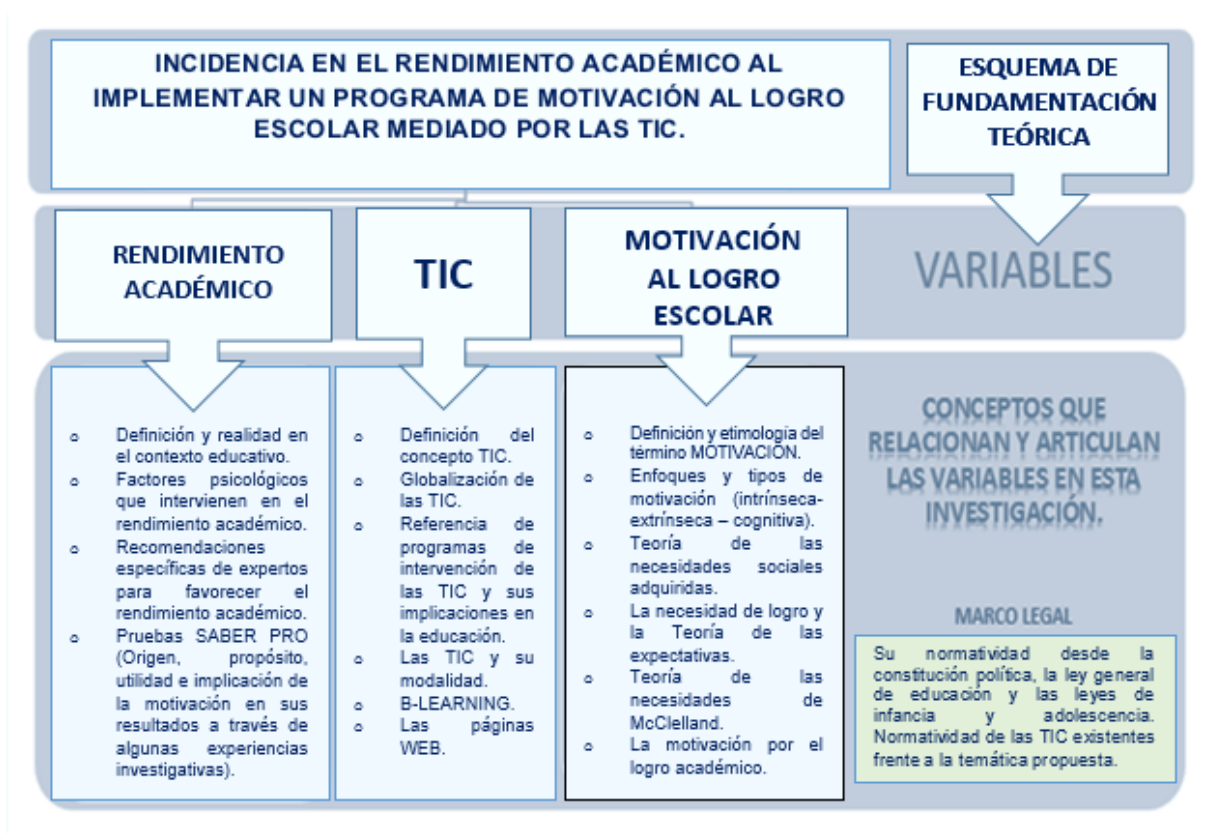 INCIDENCIA EN EL RENDIMIENTO ACADÉMICO AL
IMPLEMENTAR UN PROGRAMA DE MOTIVACIÓN AL LOGRO
ESCOLAR MEDIADO POR LAS TIC.
ESQUEMA DE
FUNDAMENTACIÓN
TEÓRICA
RENDIMIENTO
ACADÉMICO
TIC
MOTIVACIÓN
AL LOGRO
ESCOLAR
VARIABLES
o Definición y realidad en
el contexto educativo.
o Factores psicológicos
que intervienen en el
rendimiento académico.
o Recomendaciones
específicas de expertos
para favorecer el
rendimiento académico.
o Pruebas SABER PRO
(Origen, propósito,
utilidad e implicación de
la motivación en sus
resultados a través de
algunas experiencias
investigativas).
o Definición del
concepto TIC.
o Globalización de
las TIC.
o Referencia de
programas de
intervención de
las TIC y sus
implicaciones en
la educación.
o Las TIC y su
modalidad.
o B-LEARNING.
o Las páginas
WEB.
o Definición y etimología del
término MOTIVACIÓN.
o Enfoques y tipos de
motivación (intrínseca-
extrínseca – cognitiva).
o Teoría de las
necesidades sociales
adquiridas.
o La necesidad de logro y
la Teoría de las
expectativas.
o Teoría de las
necesidades de
McClelland.
o La motivación por el
logro académico.
CONCEPTOS QUE
RELACIONAN Y ARTICULAN
LAS VARIABLES EN ESTA
INVESTIGACIÓN.
MARCO LEGAL
Su normatividad desde la
constitución política, la ley general
de educación y las leyes de
infancia y adolescencia.
Normatividad de las TIC existentes
frente a la temática propuesta.